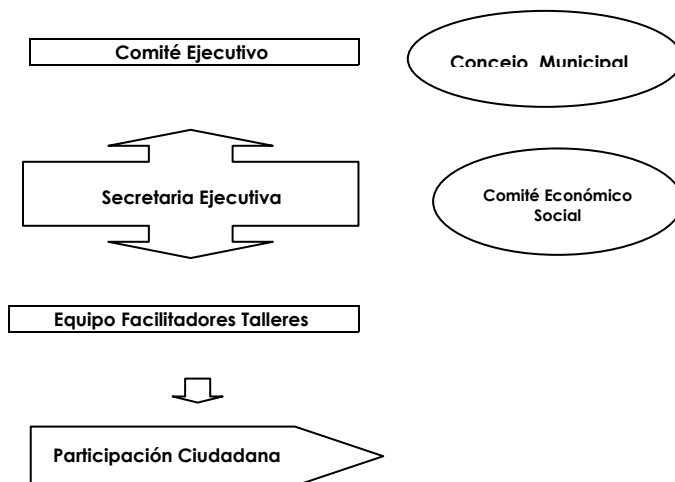 Comité Ejecutivo
Concejo Municipal
Secretaria Ejecutiva
Comité Económico
Social
Equipo Facilitadores Talleres
Participación Ciudadana